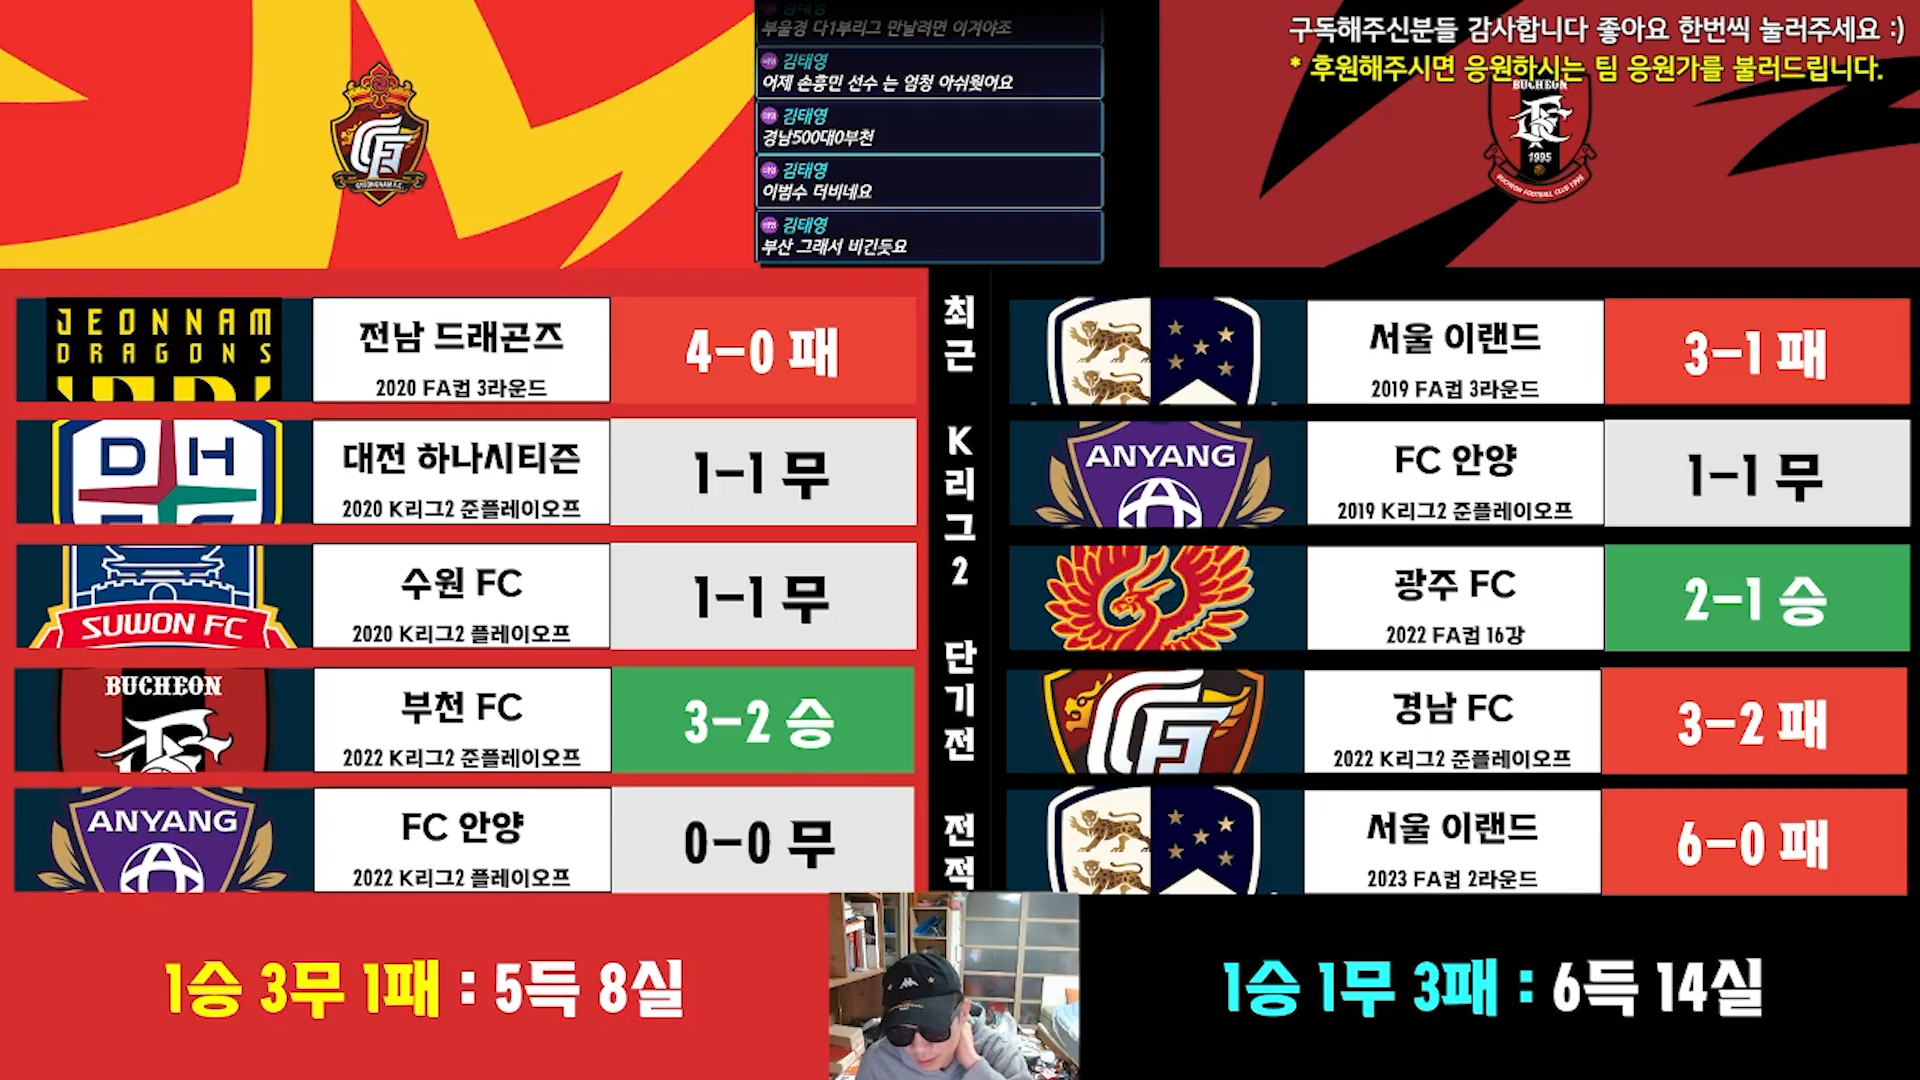 부울경 다1부리그 만날려면 이겨야조
김태영
어제 손흥민 선수 는 엄청 아쉬웟어요
김태영
경남500대0부천
김태영
이범수 더비네요
김태영
부산 그래서 비긴듯요
구독해주신분들 감사합니다 좋아요 한번씩 눌러주세요 :)
* 후원해주시면 응원하시는 팀 응원가를 불러드립니다.
GYEONGNAM F.C.
BUCHEON
1995
BUCHEON FOOTBALL CLUB 1995
최근 K리그2 단기전 전적
JEONNAM
DRAGONS
전남 드래곤즈
2020 FA컵 3라운드
4-0 패
D H
대전 하나시티즌
2020 K리그2 준플레이오프
1-1 무
SUWON FC
수원 FC
2020 K리그2 플레이오프
1-1 무
BUCHEON
부천 FC
2022 K리그2 준플레이오프
3-2 승
ANYANG
FC 안양
2022 K리그2 플레이오프
0-0 무
1승 3무 1패 : 5득 8실
서울 이랜드
2019 FA컵 3라운드
3-1 패
ANYANG
FC 안양
2019 K리그2 준플레이오프
1-1 무
광주 FC
2022 FA컵 16강
2-1 승
경남 FC
2022 K리그2 준플레이오프
3-2 패
서울 이랜드
2023 FA컵 2라운드
6-0 패
1승 1무 3패 : 6득 14실